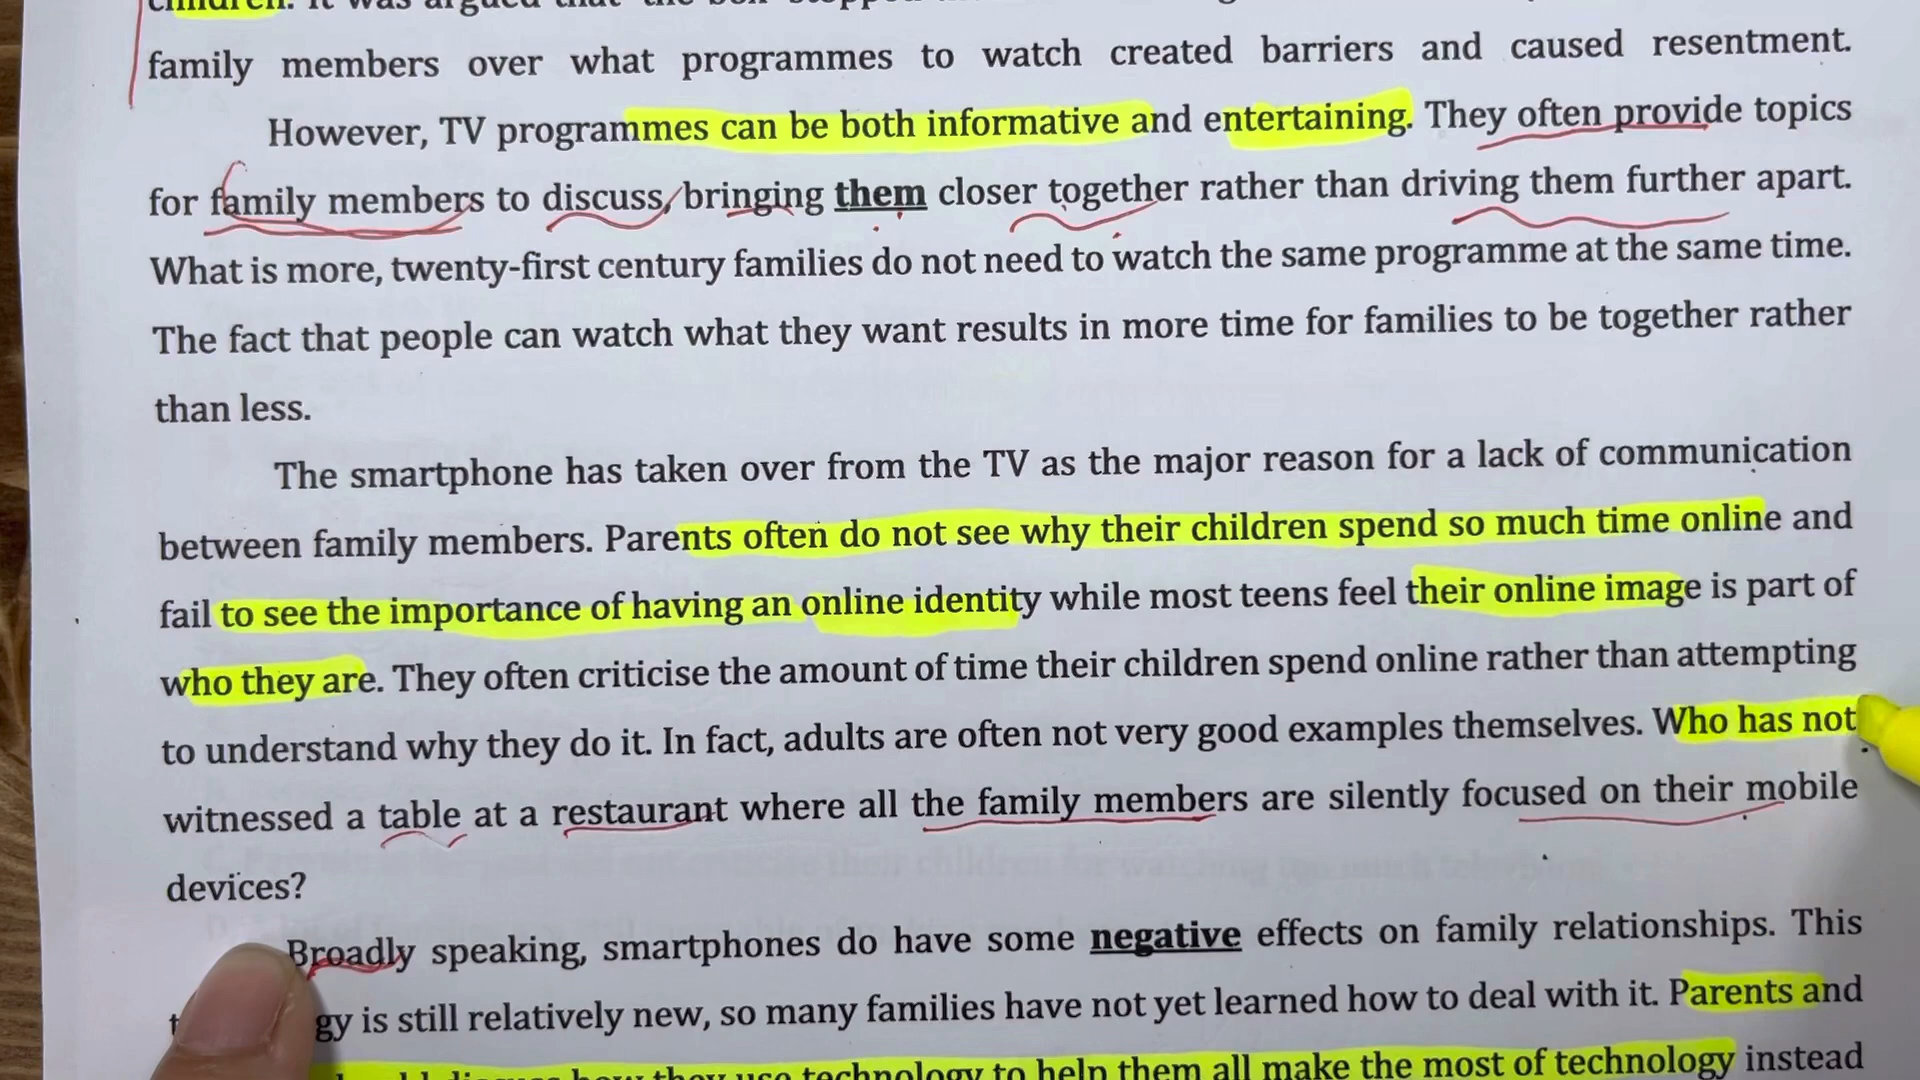 children. It was argued that 'the box' stopped
family members over what programmes to watch created barriers and caused resentment.
However, TV programmes can be both informative and entertaining. They often provide topics
for family members to discuss, bringing them closer together rather than driving them further apart.
What is more, twenty-first century families do not need to watch the same programme at the same time.
The fact that people can watch what they want results in more time for families to be together rather
than less.
The smartphone has taken over from the TV as the major reason for a lack of communication
between family members. Parents often do not see why their children spend so much time online and
fail to see the importance of having an online identity while most teens feel their online image is part of
who they are. They often criticise the amount of time their children spend online rather than attempting
to understand why they do it. In fact, adults are often not very good examples themselves. Who has not
witnessed a table at a restaurant where all the family members are silently focused on their mobile
devices?
Broadly speaking, smartphones do have some negative effects on family relationships. This
gy is still relatively new, so many families have not yet learned how to deal with it. Parents and
how they use technology to help them all make the most of technology instead